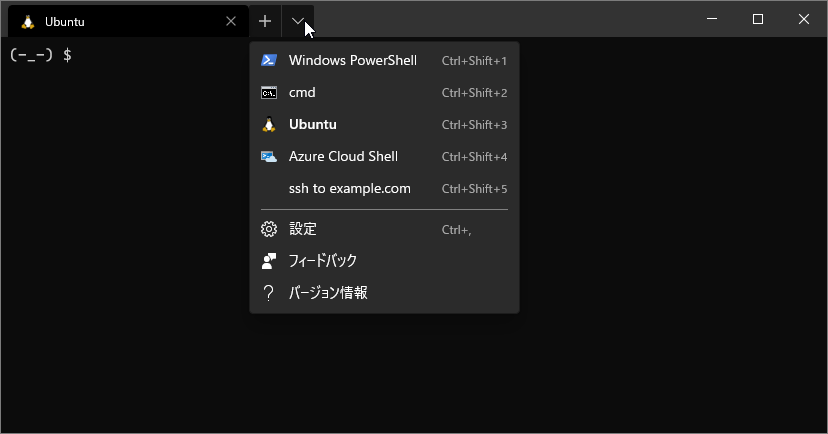 Ubuntu
(-_-) $
Windows PowerShell Ctrl+Shift+1
cmd Ctrl+Shift+2
Ubuntu Ctrl+Shift+3
Azure Cloud Shell Ctrl+Shift+4
ssh to example.com Ctrl+Shift+5
設定 Ctrl+,
フィードバック
バージョン情報